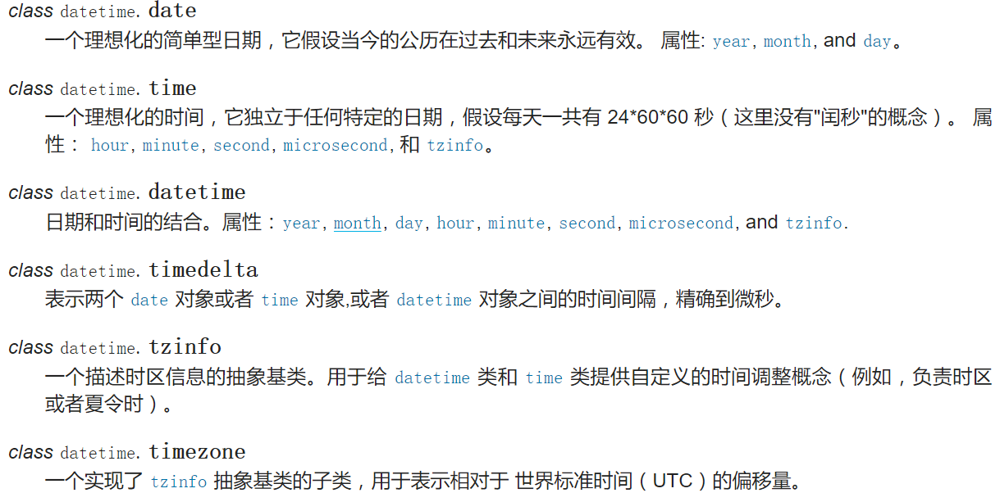 class datetime. date
一个理想化的简单型日期，它假设当今的公历在过去和未来永远有效。 属性: year, month, and day。
class datetime. time
一个理想化的时间，它独立于任何特定的日期，假设每天一共有 24*60*60 秒（这里没有"闰秒"的概念）。 属
性： hour, minute, second, microsecond, 和 tzinfo。
class datetime. datetime
日期和时间的结合。属性：year, month, day, hour, minute, second, microsecond, and tzinfo.
class datetime. timedelta
表示两个 date 对象或者 time 对象,或者 datetime 对象之间的时间间隔，精确到微秒。
class datetime. tzinfo
一个描述时区信息的抽象基类。用于给 datetime 类和 time 类提供自定义的时间调整概念（例如，负责时区
或者夏令时）。
class datetime. timezone
一个实现了 tzinfo 抽象基类的子类，用于表示相对于 世界标准时间（UTC）的偏移量。